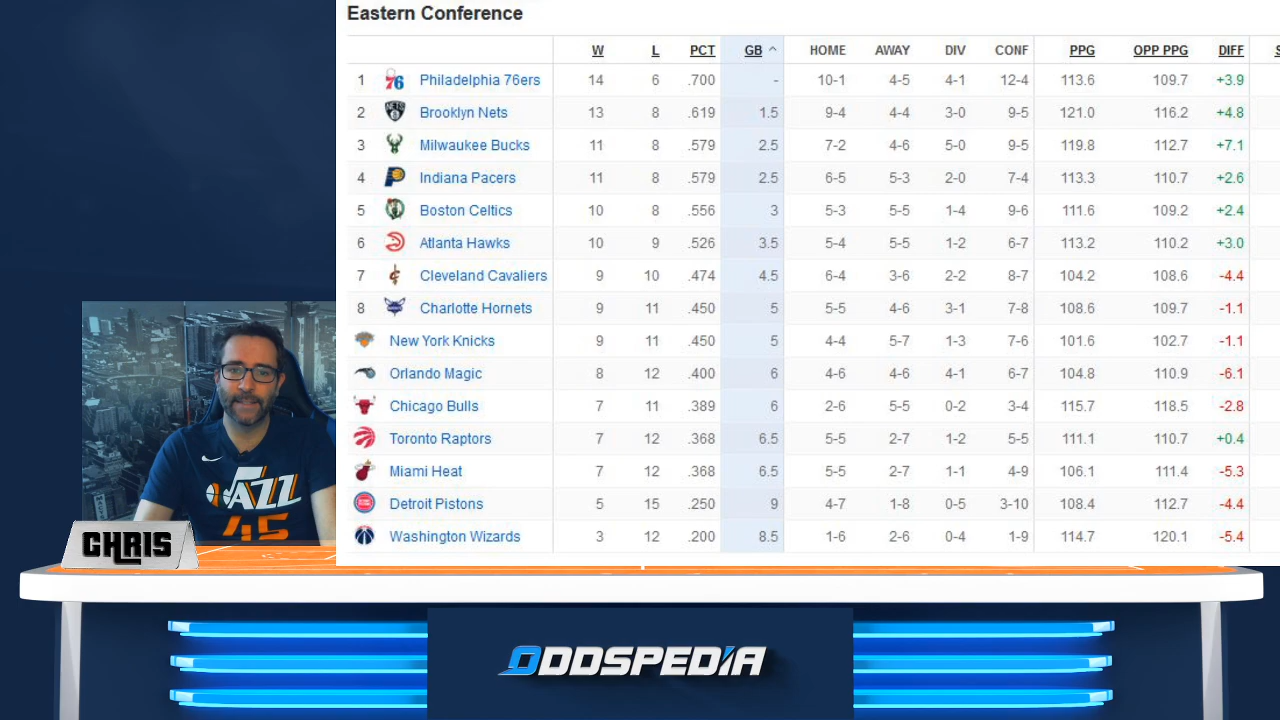 Eastern Conference
W L PCT GB ^ HOME AWAY DIV CONF PPG OPP PPG DIFF
1 76 Philadelphia 76ers 14 6 .700 - 10-1 4-5 4-1 12-4 113.6 109.7 +3.9
2 NETS B Brooklyn Nets 13 8 .619 1.5 9-4 4-4 3-0 9-5 121.0 116.2 +4.8
3 Milwaukee Bucks 11 8 .579 2.5 7-2 4-6 5-0 9-5 119.8 112.7 +7.1
4 Indiana Pacers 11 8 .579 2.5 6-5 5-3 2-0 7-4 113.3 110.7 +2.6
5 Boston Celtics 10 8 .556 3 5-3 5-5 1-4 9-6 111.6 109.2 +2.4
6 Atlanta Hawks 10 9 .526 3.5 5-4 5-5 1-2 6-7 113.2 110.2 +3.0
7 Cleveland Cavaliers 9 10 .474 4.5 6-4 3-6 2-2 8-7 104.2 108.6 -4.4
8 Charlotte Hornets 9 11 .450 5 5-5 4-6 3-1 7-8 108.6 109.7 -1.1
New York Knicks 9 11 .450 5 4-4 5-7 1-3 7-6 101.6 102.7 -1.1
Orlando Magic 8 12 .400 6 4-6 4-6 4-1 6-7 104.8 110.9 -6.1
Chicago Bulls 7 11 .389 6 2-6 5-5 0-2 3-4 115.7 118.5 -2.8
Toronto Raptors 7 12 .368 6.5 5-5 2-7 1-2 5-5 111.1 110.7 +0.4
Miami Heat 7 12 .368 6.5 5-5 2-7 1-1 4-9 106.1 111.4 -5.3
Detroit Pistons 5 15 .250 9 4-7 1-8 0-5 3-10 108.4 112.7 -4.4
Washington Wizards 3 12 .200 8.5 1-6 2-6 0-4 1-9 114.7 120.1 -5.4
JAZZ
45
CHRIS
ODDSPEDIA